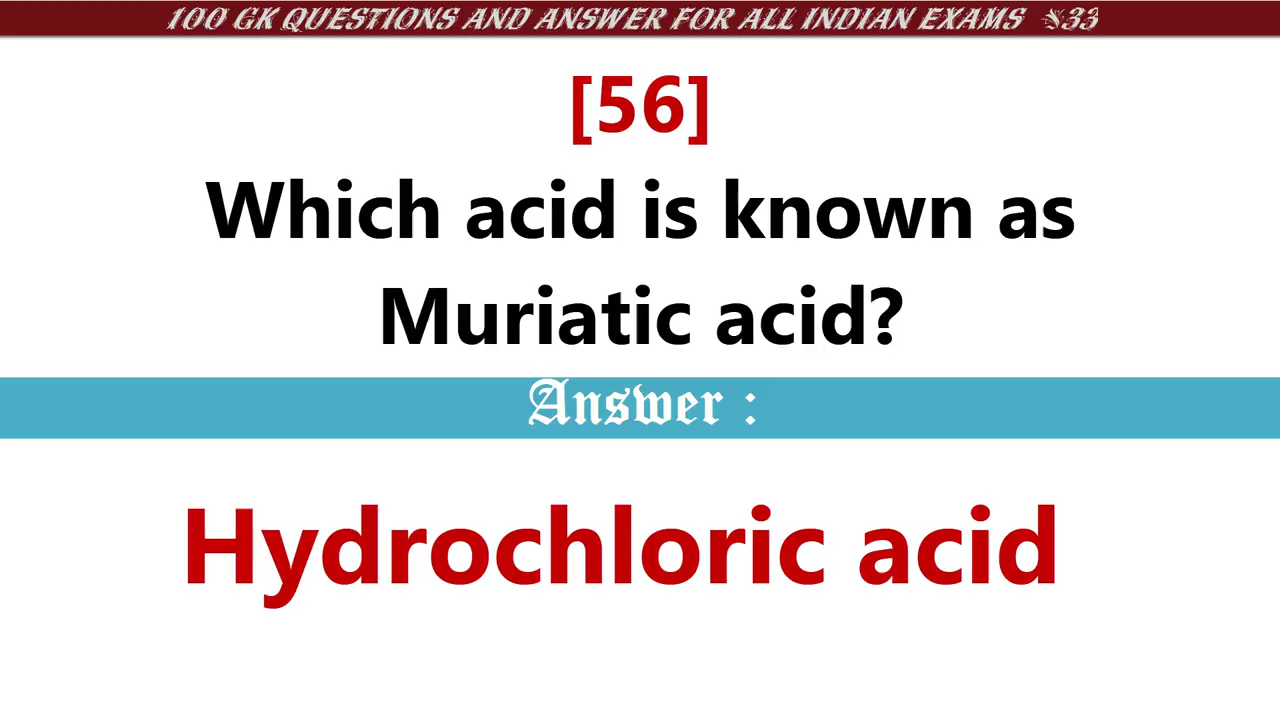 100 GK QUESTIONS AND ANSWER FOR ALL INDIAN EXAMS #33
[56]
Which acid is known as
Muriatic acid?
Answer :
Hydrochloric acid